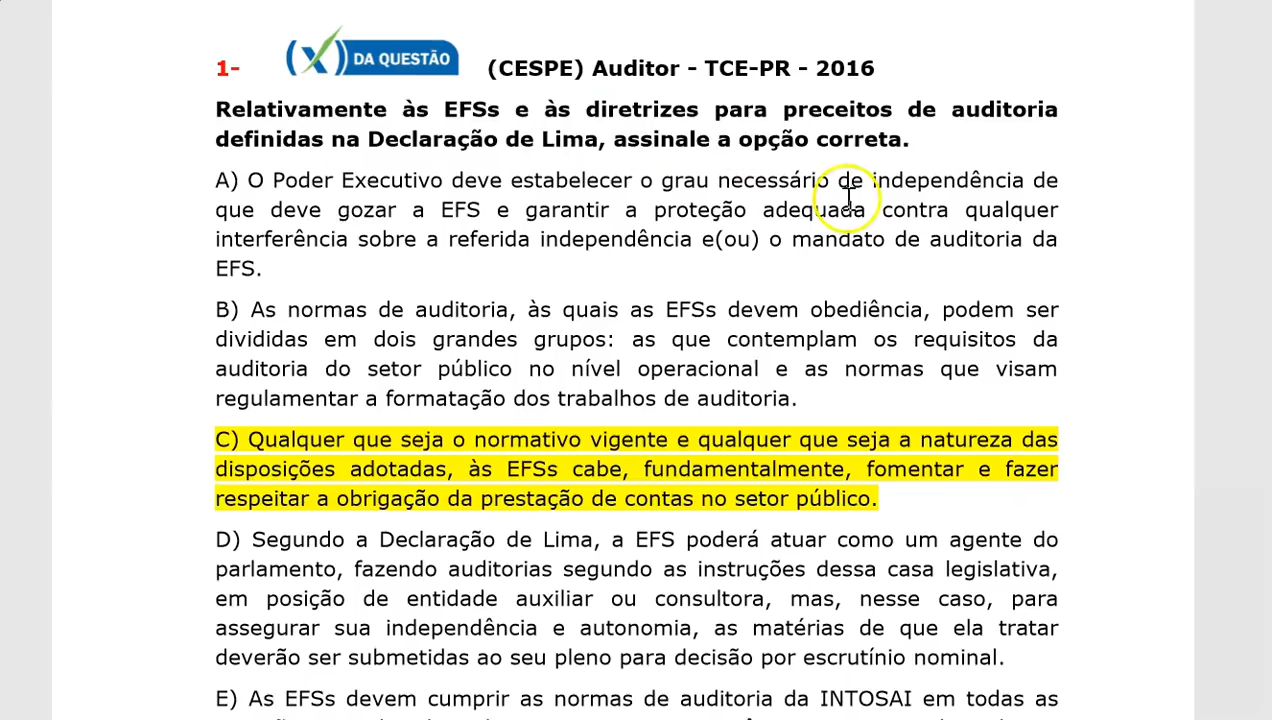 1- (X) DA QUESTÃO (CESPE) Auditor - TCE-PR - 2016
Relativamente às EFSs e às diretrizes para preceitos de auditoria
definidas na Declaração de Lima, assinale a opção correta.
A) O Poder Executivo deve estabelecer o grau necessário de independência de
que deve gozar a EFS e garantir a proteção adequada contra qualquer
interferência sobre a referida independência e(ou) o mandato de auditoria da
EFS.
B) As normas de auditoria, às quais as EFSs devem obediência, podem ser
divididas em dois grandes grupos: as que contemplam os requisitos da
auditoria do setor público no nível operacional e as normas que visam
regulamentar a formatação dos trabalhos de auditoria.
C) Qualquer que seja o normativo vigente e qualquer que seja a natureza das
disposições adotadas, às EFSs cabe, fundamentalmente, fomentar e fazer
respeitar a obrigação da prestação de contas no setor público.
D) Segundo a Declaração de Lima, a EFS poderá atuar como um agente do
parlamento, fazendo auditorias segundo as instruções dessa casa legislativa,
em posição de entidade auxiliar ou consultora, mas, nesse caso, para
assegurar sua independência e autonomia, as matérias de que ela tratar
deverão ser submetidas ao seu pleno para decisão por escrutínio nominal.
E) As EFSs devem cumprir as normas de auditoria da INTOSAI em todas as